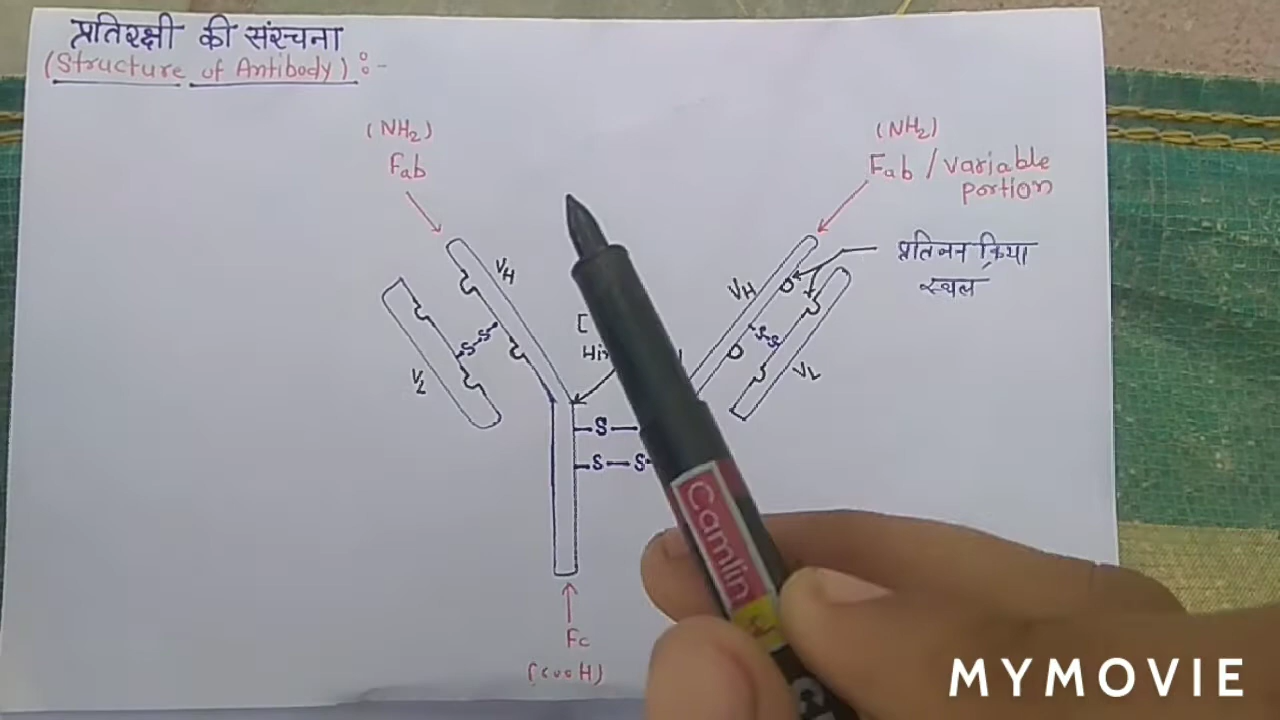 प्रतिरक्षी की संरचना
(Structure of Antibody) :-
(NH₂)
Fab
(NH₂)
Fab / variable
portion
VH
VH
प्रतिजन क्रिया
स्थल
S S
S S
VL
VL
S
S S
Fc
(COOH)
Camlin
MYMOVIE